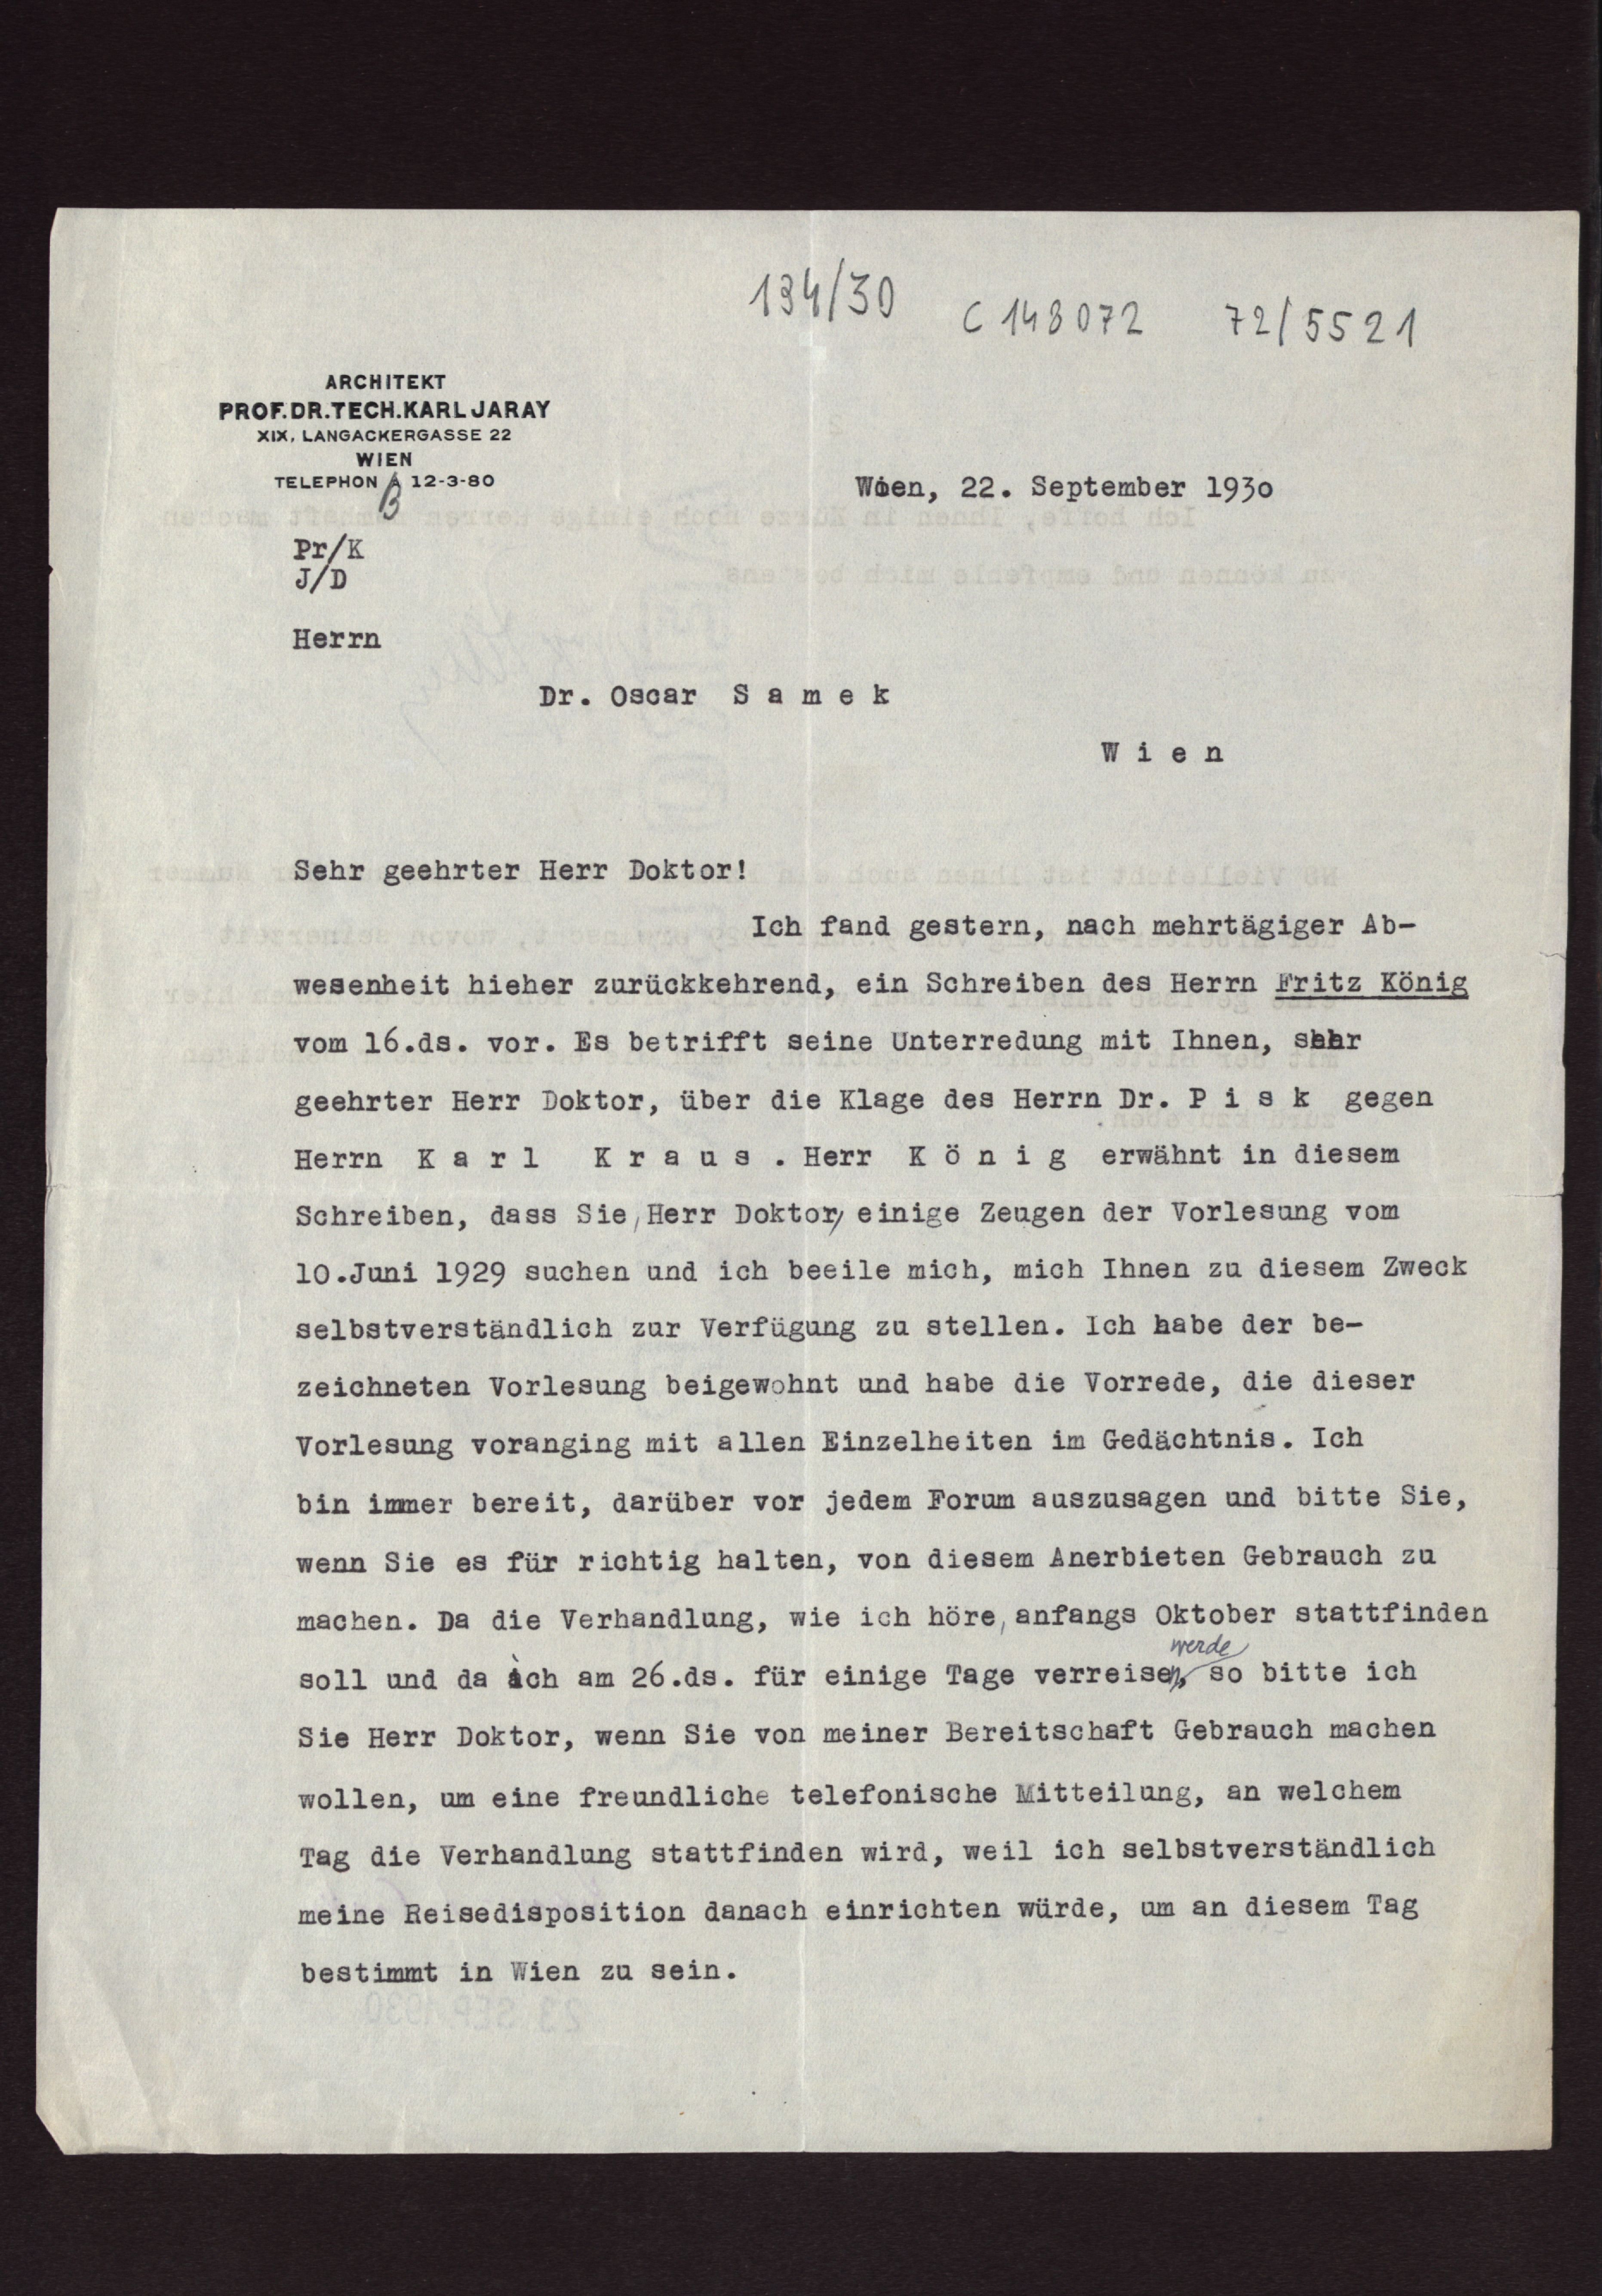 134/30
C 148072 72/5521
ARCHITEKT
PROF.DR.TECH.KARL JARAY
XIX, LANGACKERGASSE 22
WIEN
TELEPHON B 12-3-80
Wien, 22. September 1930
Pr/K
J/D
Herrn
Dr. Oscar S a m e k
W i e n
Sehr geehrter Herr Doktor!
Ich fand gestern, nach mehrtägiger Ab-
wesenheit hieher zurückkehrend, ein Schreiben des Herrn Fritz König
vom 16.ds. vor. Es betrifft seine Unterredung mit Ihnen, sehr
geehrter Herr Doktor, über die Klage des Herrn Dr. P i s k gegen
Herrn K a r l K r a u s . Herr K ö n i g erwähnt in diesem
Schreiben, dass Sie, Herr Doktor, einige Zeugen der Vorlesung vom
10.Juni 1929 suchen und ich beeile mich, mich Ihnen zu diesem Zweck
selbstverständlich zur Verfügung zu stellen. Ich habe der be-
zeichneten Vorlesung beigewohnt und habe die Vorrede, die dieser
Vorlesung voranging mit allen Einzelheiten im Gedächtnis. Ich
bin immer bereit, darüber vor jedem Forum auszusagen und bitte Sie,
wenn Sie es für richtig halten, von diesem Anerbieten Gebrauch zu
machen. Da die Verhandlung, wie ich höre, anfangs Oktober stattfinden
soll und da ich am 26.ds. für einige Tage verreisen werde, so bitte ich
Sie Herr Doktor, wenn Sie von meiner Bereitschaft Gebrauch machen
wollen, um eine freundliche telefonische Mitteilung, an welchem
Tag die Verhandlung stattfinden wird, weil ich selbstverständlich
meine Reisedisposition danach einrichten würde, um an diesem Tag
bestimmt in Wien zu sein.